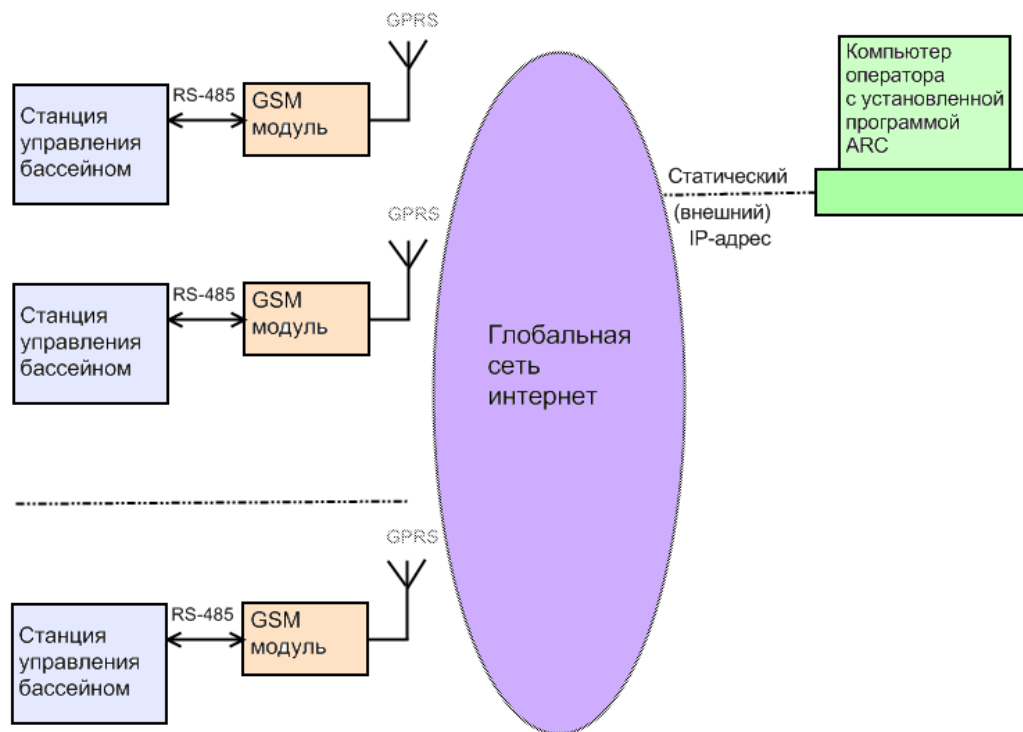 GPRS
Станция
управления
бассейном
RS-485
GSM
модуль
Компьютер
оператора
с установленной
программой
ARC
Статический
(внешний)
IP-адрес
GPRS
Станция
управления
бассейном
RS-485
GSM
модуль
Глобальная
сеть
интернет
GPRS
Станция
управления
бассейном
RS-485
GSM
модуль